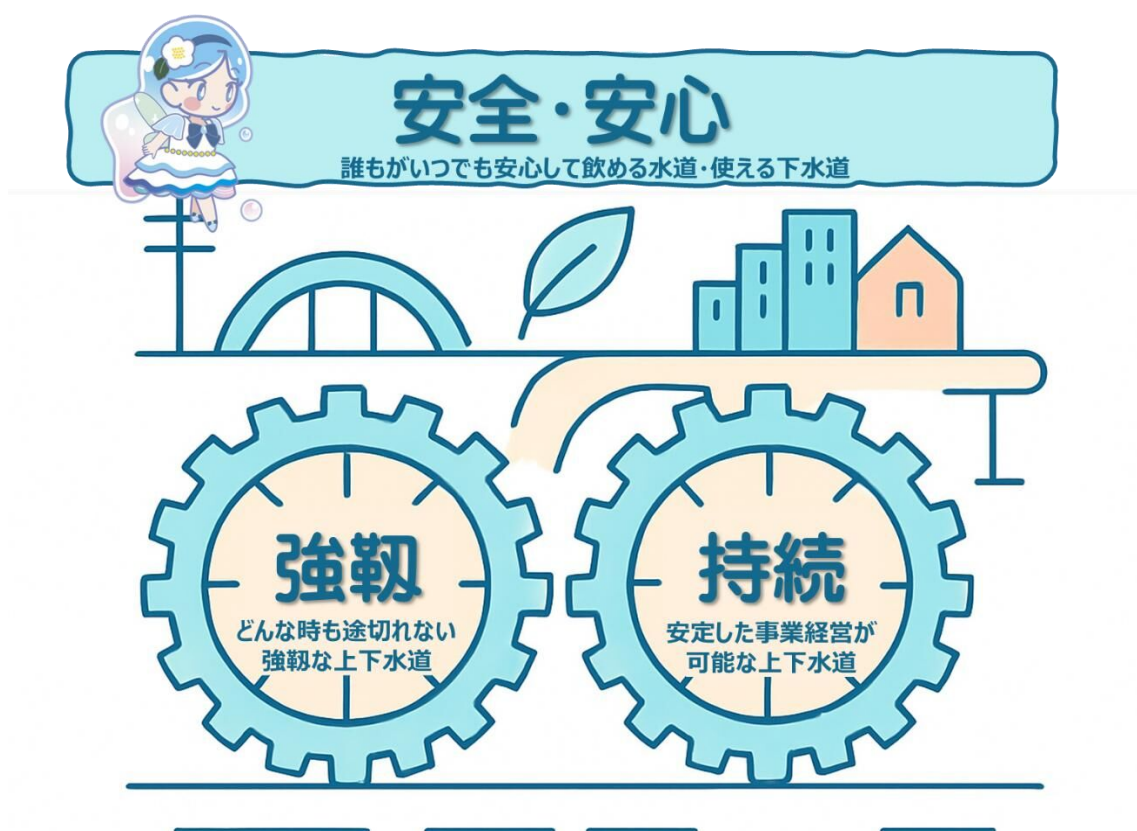 安全・安心
誰もがいつでも安心して飲める水道・使える下水道
強靱
どんな時も途切れない
強靱な上下水道
持続
安定した事業経営が
可能な上下水道